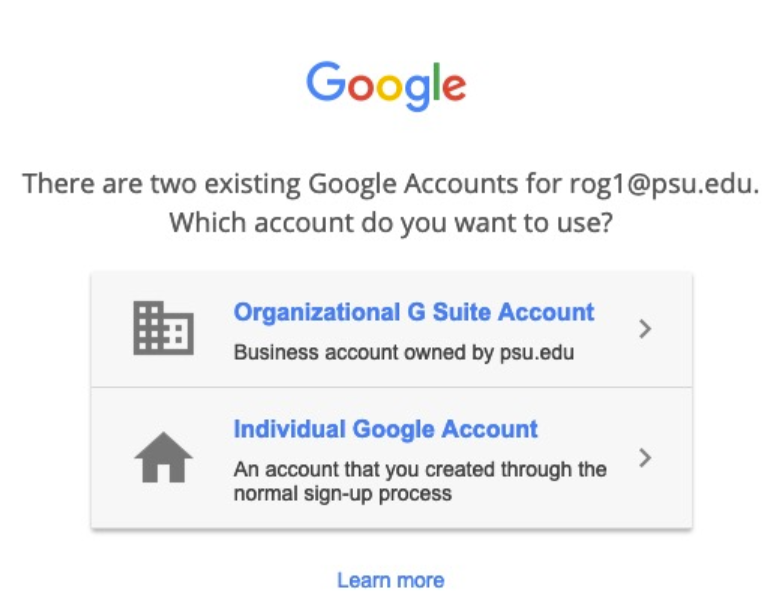 Google
There are two existing Google Accounts for rog1@psu.edu.
Which account do you want to use?
Organizational G Suite Account
Business account owned by psu.edu
Individual Google Account
An account that you created through the
normal sign-up process
Learn more